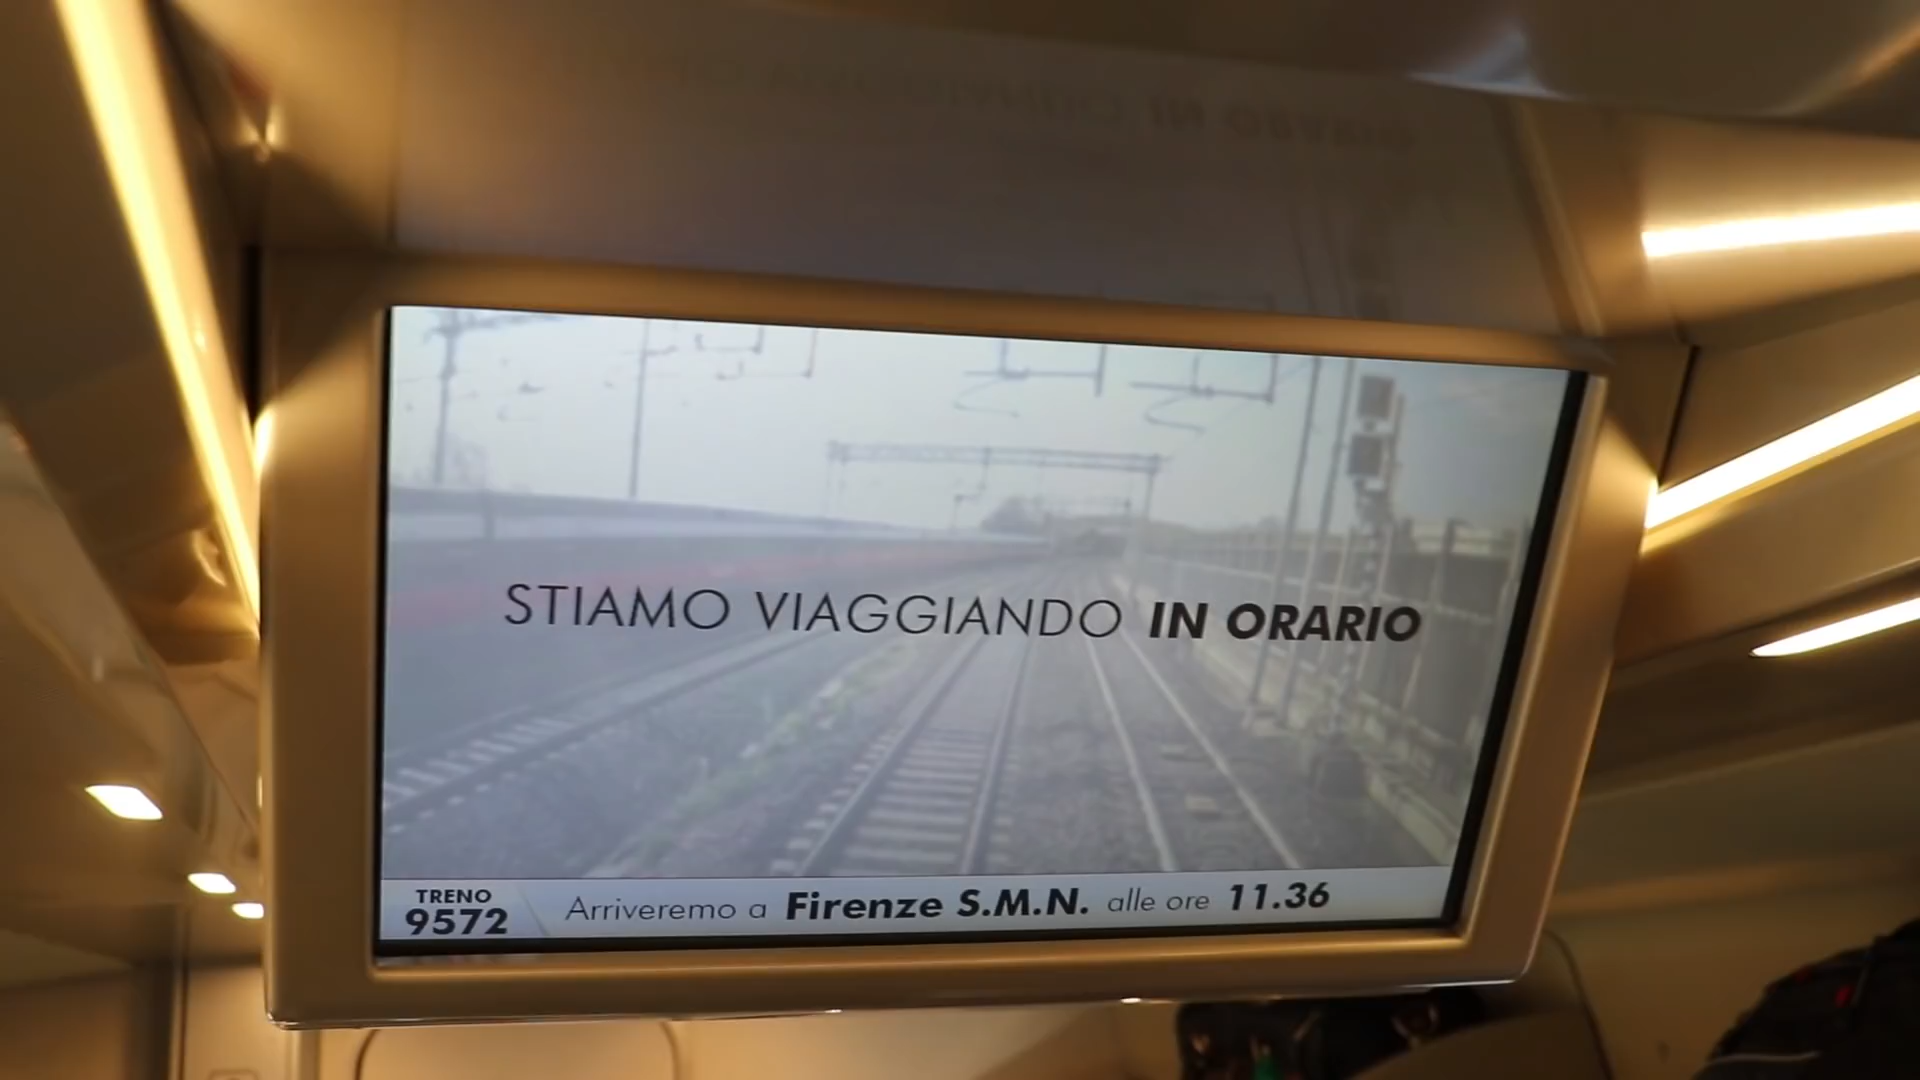 STIAMO VIAGGIANDO IN ORARIO
TRENO
9572
Arriveremo a Firenze S.M.N. alle ore 11.36